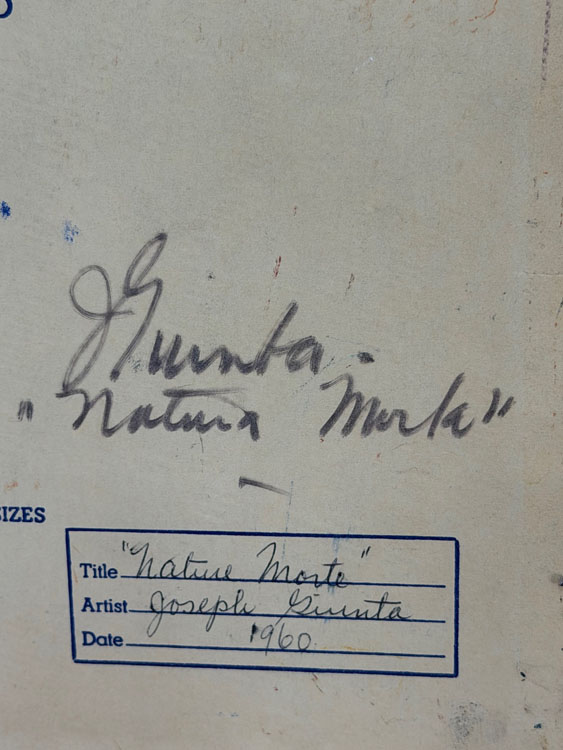 J Giunta.
"Natura Morta"
SIZES
Title "Nature Morte"
Artist Joseph Giunta
Date 1960